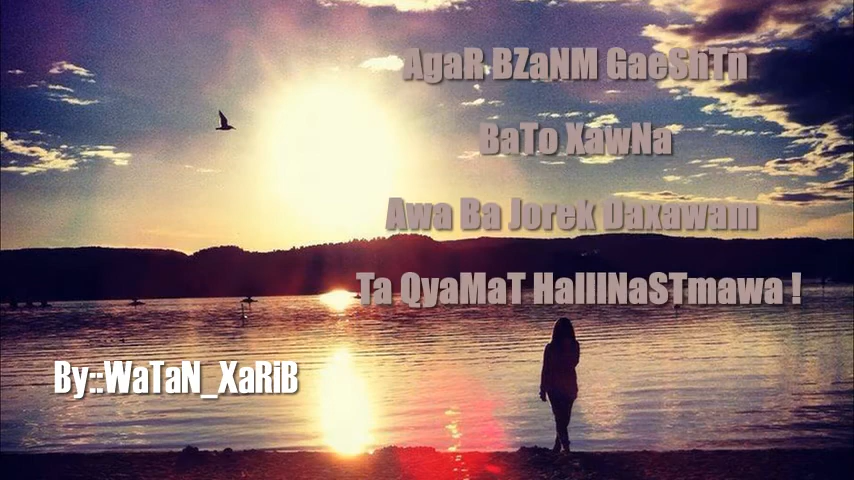 AgaR BZaNM GaeShTn
BaTo XawNa
Awa Ba Jorek Daxawam
Ta QyaMaT HallINaSTmawa !
By::WaTaN_XaRiB